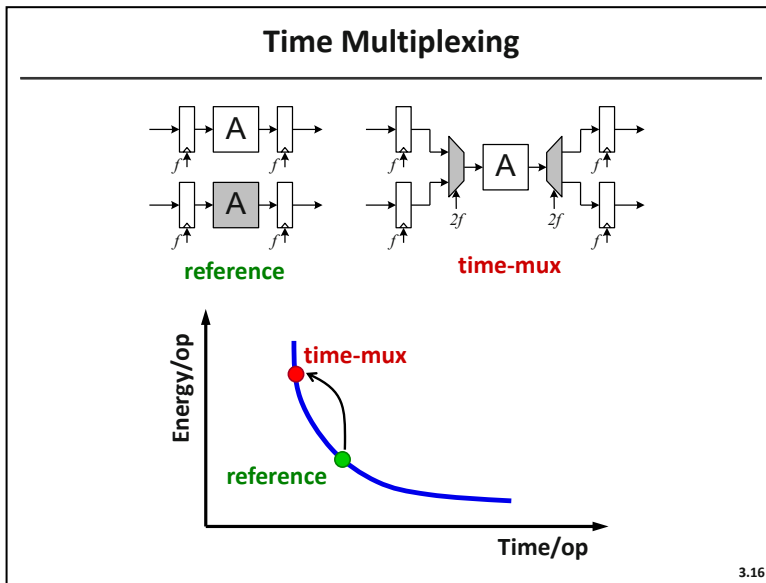 Time Multiplexing
A
f
f
A
f
f
reference
A
f
f
2f
2f
f
f
time-mux
Energy/op
time-mux
reference
Time/op
3.16